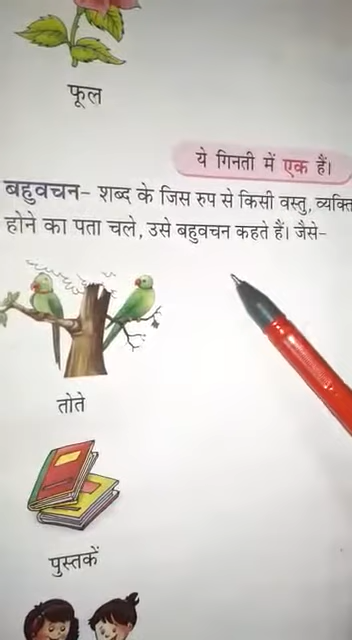 फूल
ये गिनती में एक हैं।
बहुवचन– शब्द के जिस रुप से किसी वस्तु, व्यक्ति
होने का पता चले, उसे बहुवचन कहते हैं। जैसे–
तोते
पुस्तकें